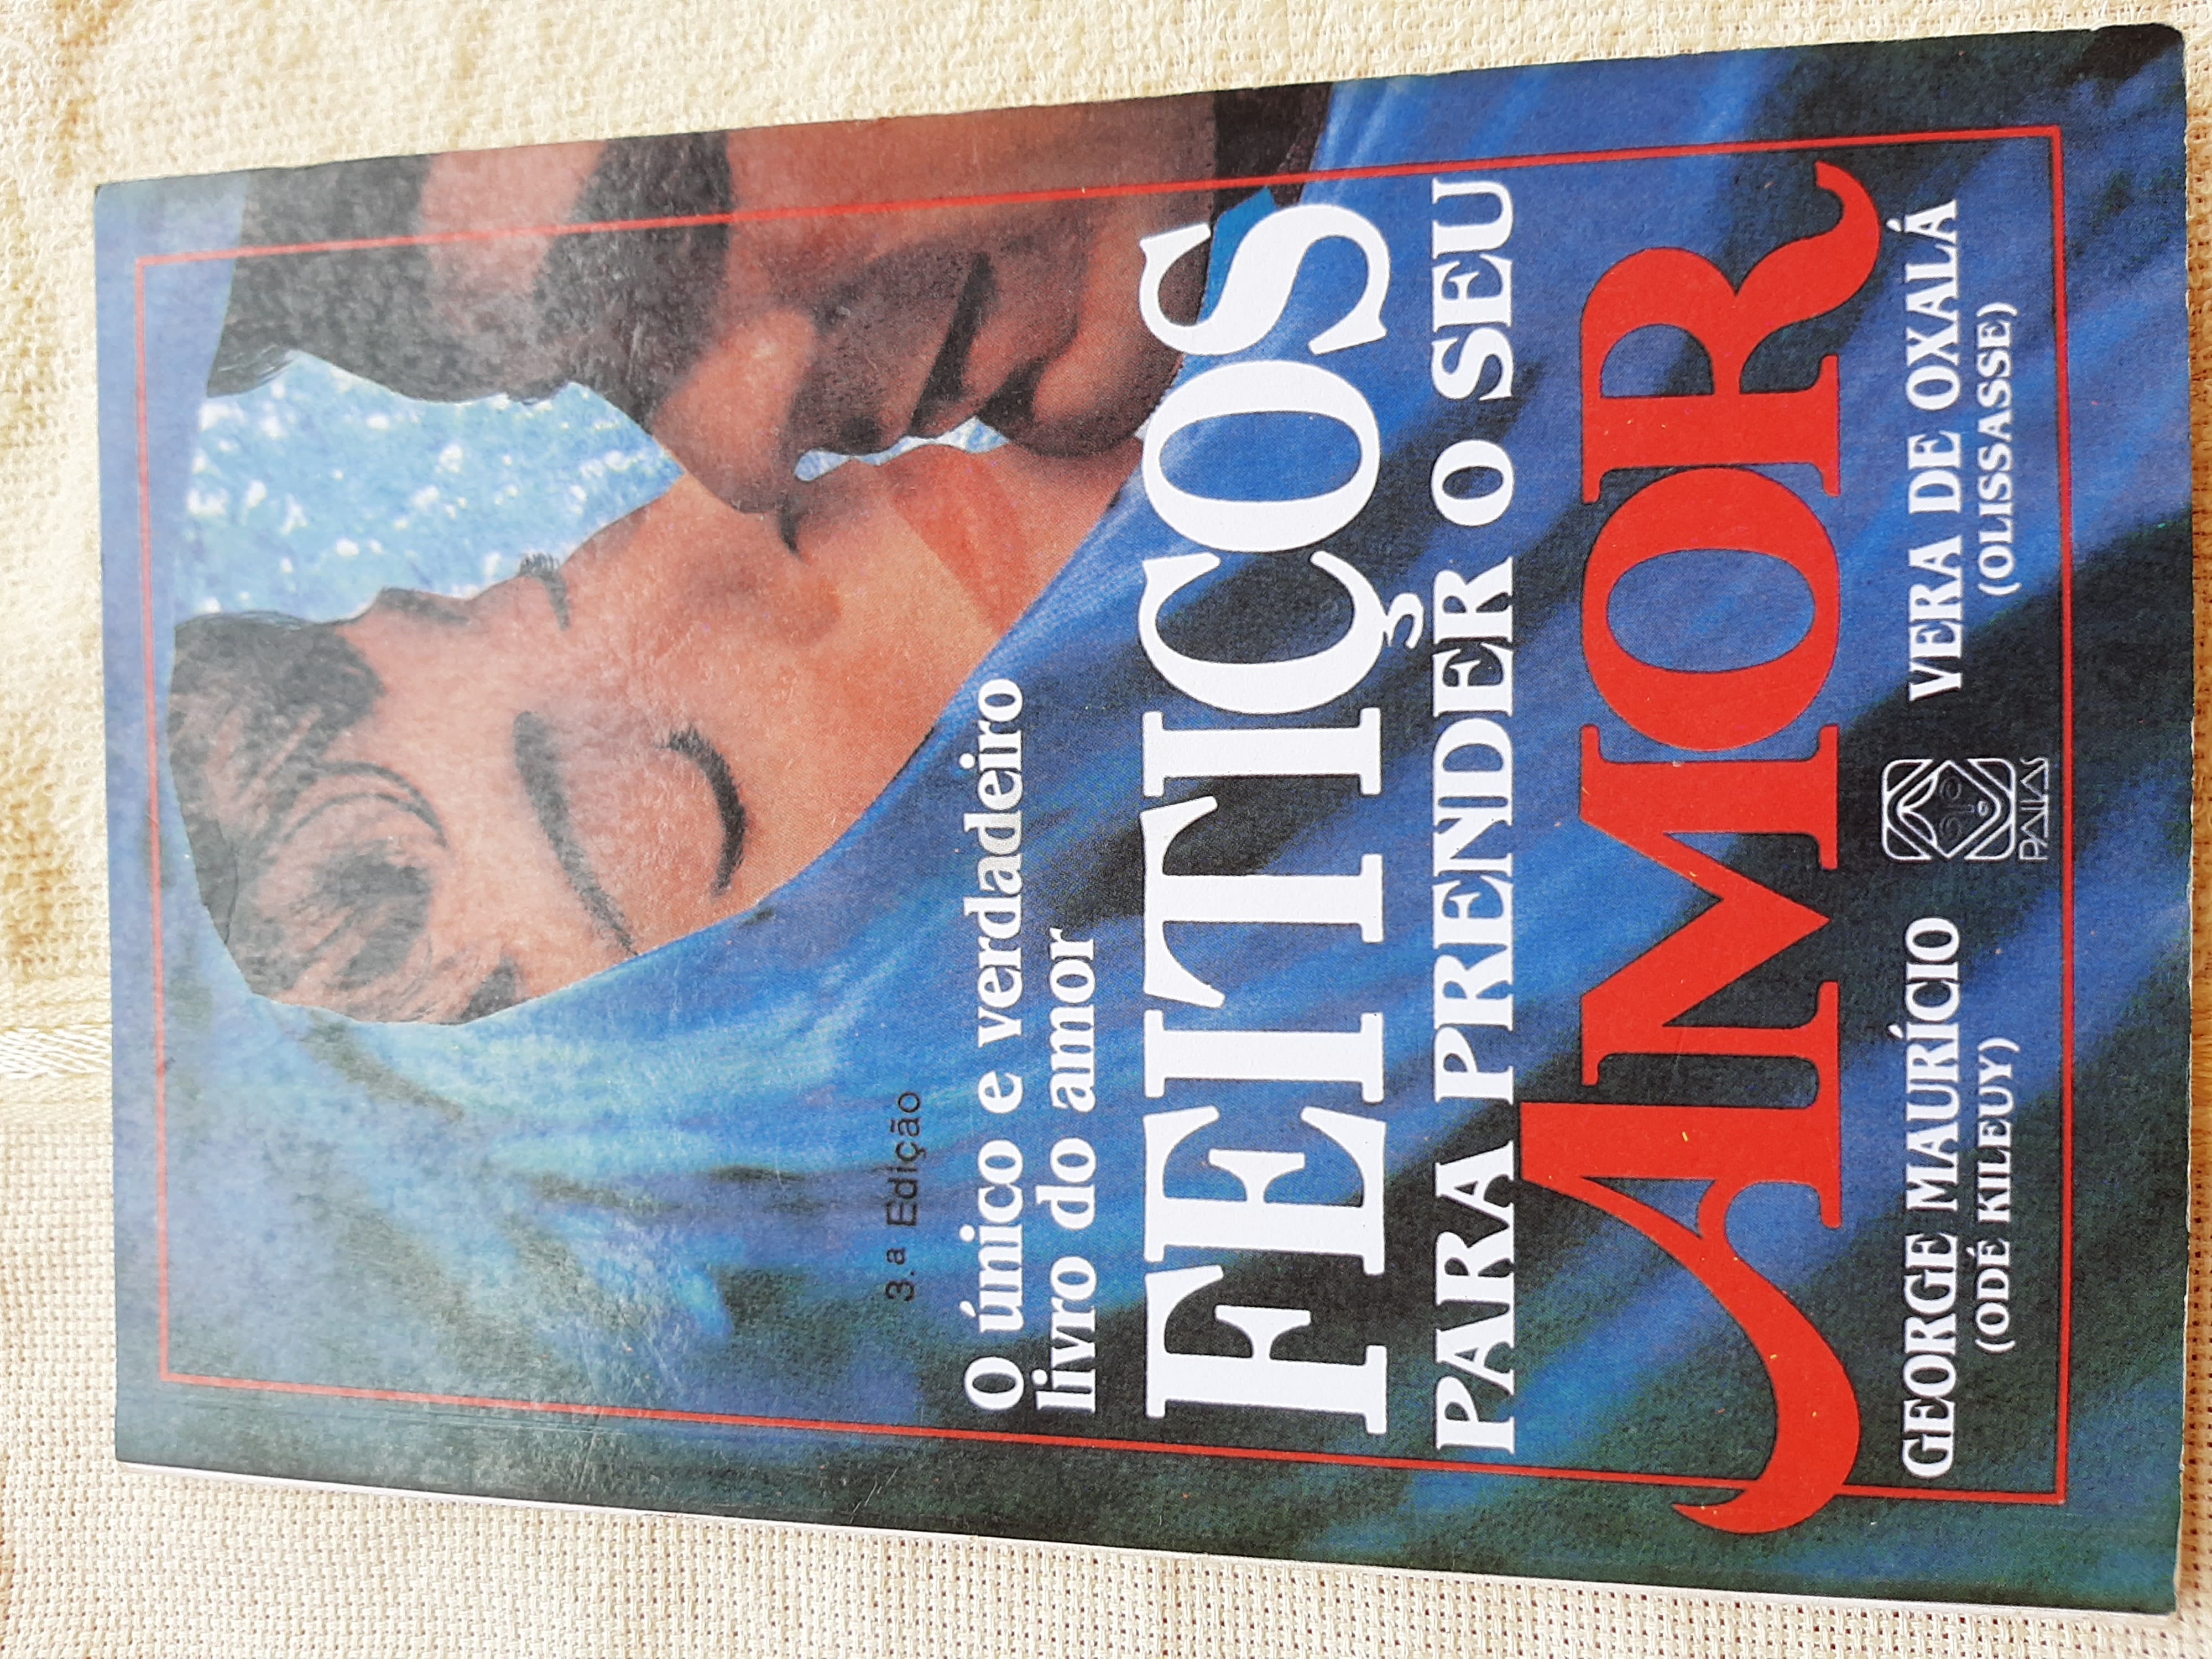 3.ª Edição
O único e verdadeiro
livro do amor
FEITIÇOS
PARA PRENDER O SEU
AMOR
GEORGE MAURÍCIO
(ODÉ KILEUY)
PALLAS
VERA DE OXALÁ
(OLISSASSE)